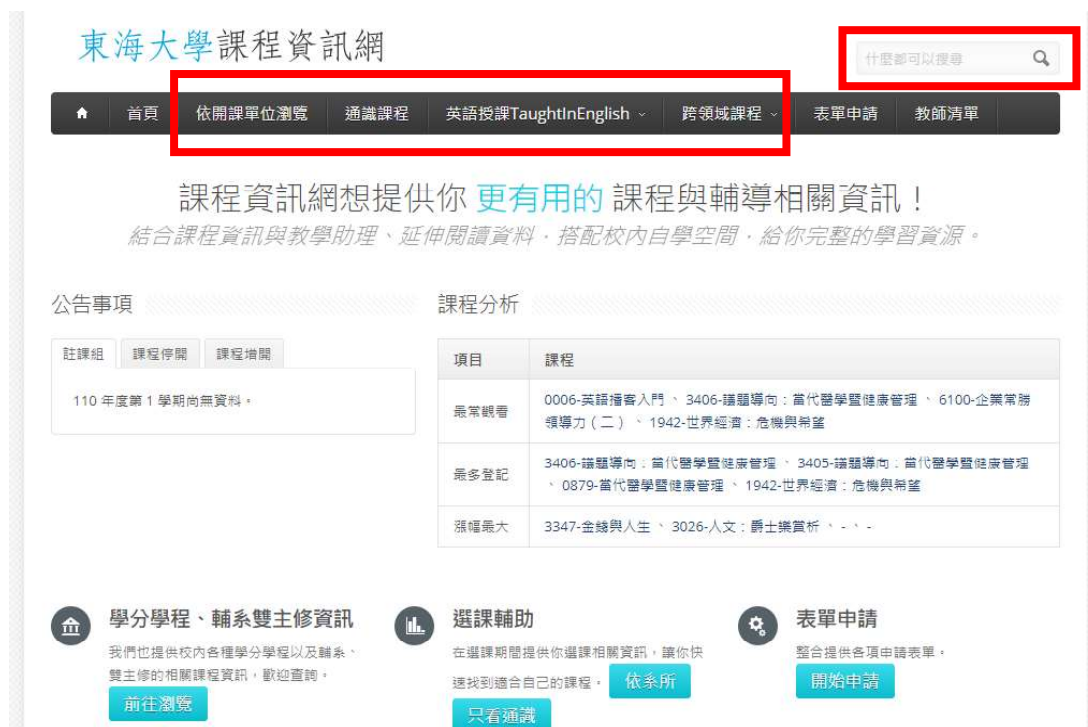 東海大學課程資訊網
什麼都可以搜尋
首頁 依開課單位瀏覽 通識課程 英語授課TaughtInEnglish 跨領域課程 表單申請 教師清單
課程資訊網想提供你 更有用的 課程與輔導相關資訊！
結合課程資訊與教學助理、延伸閱讀資料，搭配校內自學空間，給你完整的學習資源。
公告事項
註課組 課程停開 課程增開
110 年度第 1 學期尚無資料。
課程分析
項目 課程
最常觀看 0006-英語播客入門 、 3406-議題導向：當代醫學暨健康管理 、 6100-企業常勝
領導力（二） 、 1942-世界經濟：危機與希望
最多登記 3406-議題導向：當代醫學暨健康管理 、 3405-議題導向：當代醫學暨健康管理
、 0879-當代醫學暨健康管理 、 1942-世界經濟：危機與希望
漲幅最大 3347-金錢與人生 、 3026-人文：爵士樂賞析 、 - 、 -
學分學程、輔系雙主修資訊
我們也提供校內各種學分學程以及輔系、
雙主修的相關課程資訊，歡迎查詢。
前往瀏覽
選課輔助
在選課期間提供你選課相關資訊，讓你快
速找到適合自己的課程。 依系所
只看通識
表單申請
整合提供各項申請表單。
開始申請